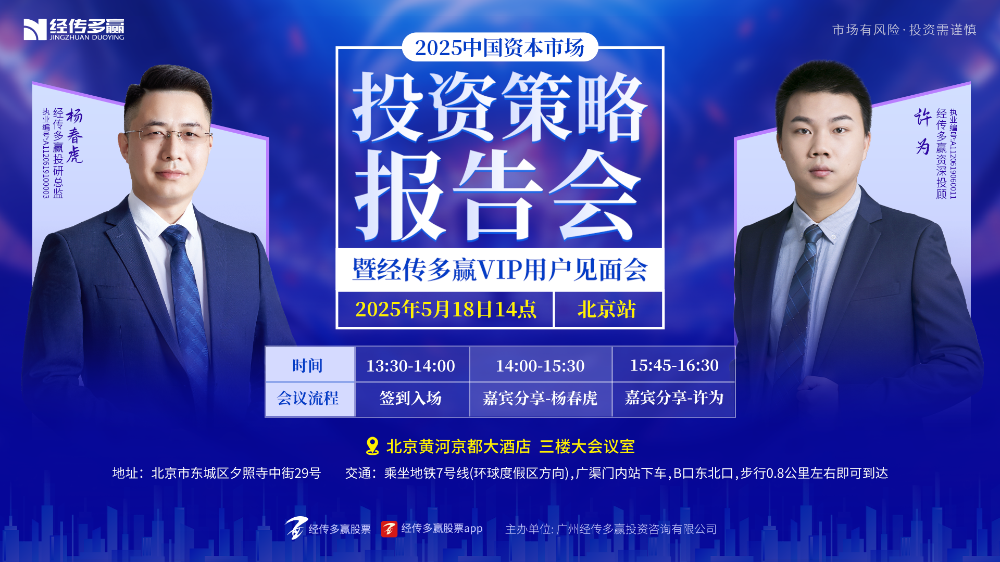 经传多赢
JINGZHUAN DUOYING
市场有风险·投资需谨慎
2025中国资本市场
投资策略
报告会
暨经传多赢VIP用户见面会
2025年5月18日14点
北京站
杨春虎
经传多赢投研总监
执业编号:A1120619100003
许为
经传多赢资深投顾
执业编号:A1120619060011
时间 13:30-14:00 14:00-15:30 15:45-16:30
会议流程 签到入场 嘉宾分享-杨春虎 嘉宾分享-许为
北京黄河京都大酒店 三楼大会议室
地址：北京市东城区夕照寺中街29号 交通：乘坐地铁7号线(环球度假区方向),广渠门内站下车,B口东北口,步行0.8公里左右即可到达
经传多赢股票 经传多赢股票app 主办单位: 广州经传多赢投资咨询有限公司